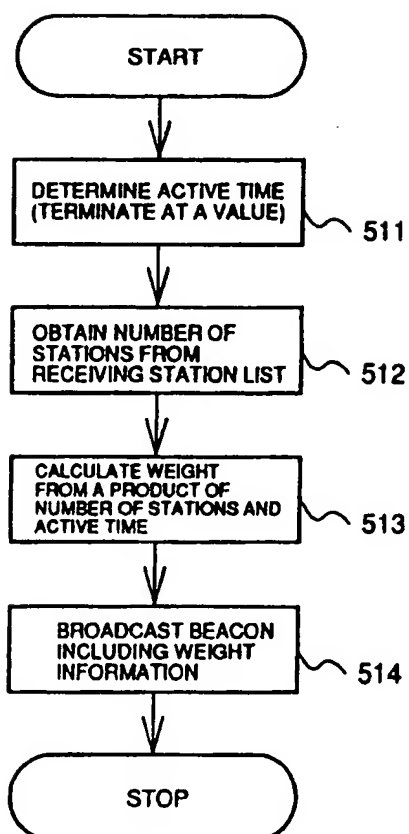 START
DETERMINE ACTIVE TIME
(TERMINATE AT A VALUE)
511
OBTAIN NUMBER OF
STATIONS FROM
RECEIVING STATION LIST
512
CALCULATE WEIGHT
FROM A PRODUCT OF
NUMBER OF STATIONS AND
ACTIVE TIME
513
BROADCAST BEACON
INCLUDING WEIGHT
INFORMATION
514
STOP